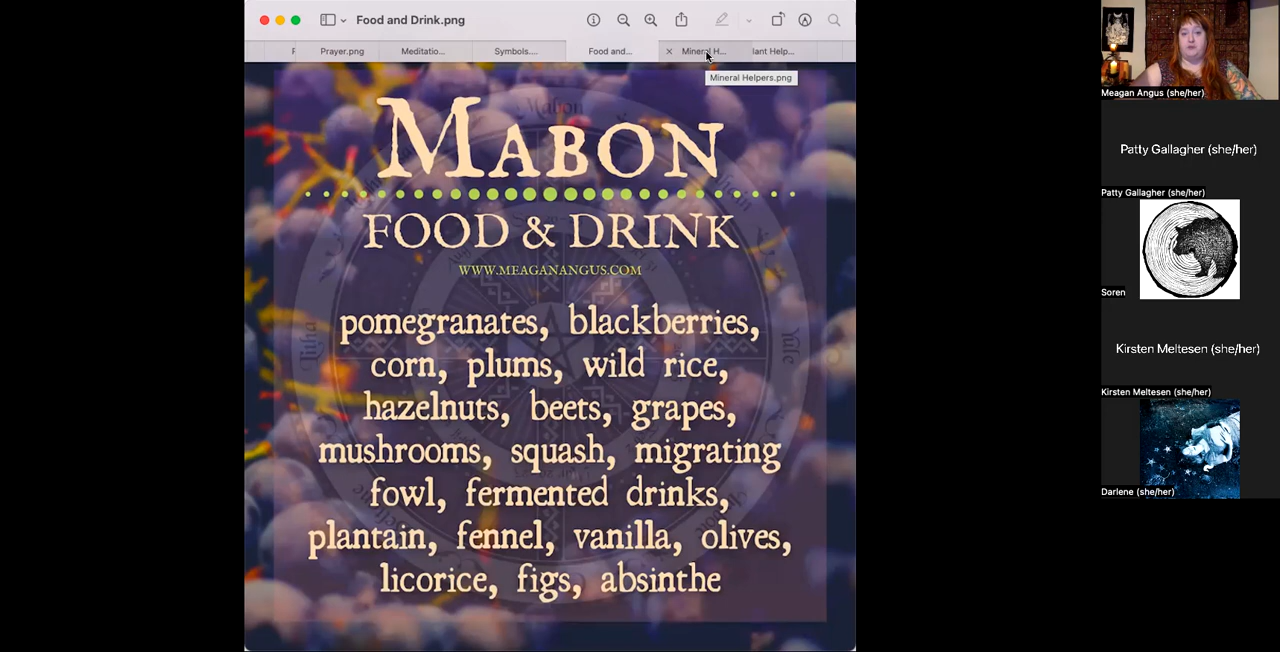 Food and Drink.png
Prayer.png
Meditatio...
Symbols....
Food and...
Mineral H...
lant Help...
Mineral Helpers.png
Mabon
MABON
FOOD & DRINK
WWW.MEAGANANGUS.COM
Litha
Yule
pomegranates, blackberries,
corn, plums, wild rice,
hazelnuts, beets, grapes,
mushrooms, squash, migrating
fowl, fermented drinks,
plantain, fennel, vanilla, olives,
licorice, figs, absinthe
Meagan Angus (she/her)
Patty Gallagher (she/her)
Patty Gallagher (she/her)
Soren
Kirsten Meltesen (she/her)
Kirsten Meltesen (she/her)
Darlene (she/her)